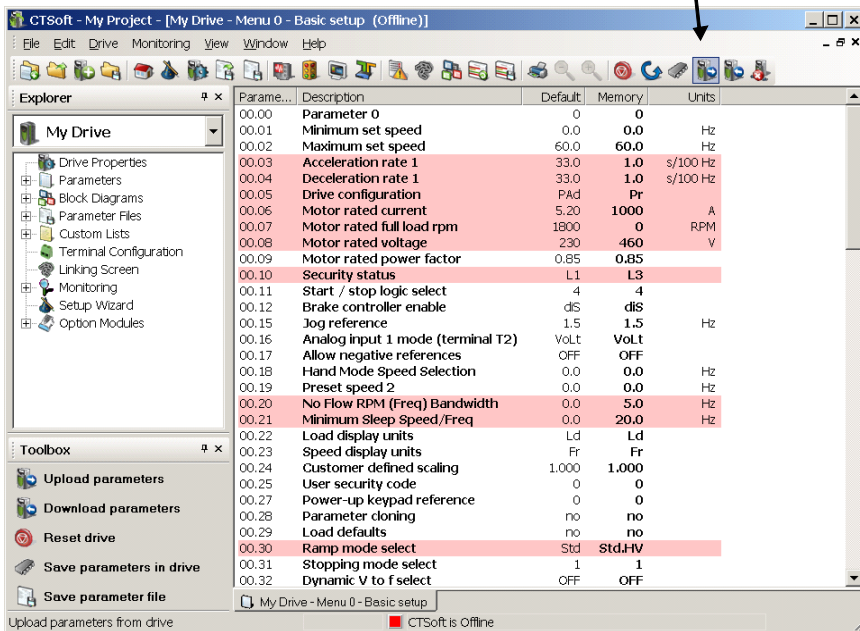 CTSoft - My Project - [My Drive - Menu 0 - Basic setup (Offline)]
File Edit Drive Monitoring View Window Help
Explorer
My Drive
Drive Properties
Parameters
Block Diagrams
Parameter Files
Custom Lists
Terminal Configuration
Linking Screen
Monitoring
Setup Wizard
Option Modules
Toolbox
Upload parameters
Download parameters
Reset drive
Save parameters in drive
Save parameter file
Parame... Description Default Memory Units
00.00 Parameter 0 0 0
00.01 Minimum set speed 0.0 0.0 Hz
00.02 Maximum set speed 60.0 60.0 Hz
00.03 Acceleration rate 1 33.0 1.0 s/100 Hz
00.04 Deceleration rate 1 33.0 1.0 s/100 Hz
00.05 Drive configuration PAd Pr
00.06 Motor rated current 5.20 1000 A
00.07 Motor rated full load rpm 1800 0 RPM
00.08 Motor rated voltage 230 460 V
00.09 Motor rated power factor 0.85 0.85
00.10 Security status L1 L3
00.11 Start / stop logic select 4 4
00.12 Brake controller enable diS diS
00.15 Jog reference 1.5 1.5 Hz
00.16 Analog input 1 mode (terminal T2) VoLt VoLt
00.17 Allow negative references OFF OFF
00.18 Hand Mode Speed Selection 0.0 0.0 Hz
00.19 Preset speed 2 0.0 0.0 Hz
00.20 No Flow RPM (Freq) Bandwidth 0.0 5.0 Hz
00.21 Minimum Sleep Speed/Freq 0.0 20.0 Hz
00.22 Load display units Ld Ld
00.23 Speed display units Fr Fr
00.24 Customer defined scaling 1.000 1.000
00.25 User security code 0 0
00.27 Power-up keypad reference 0 0
00.28 Parameter cloning no no
00.29 Load defaults no no
00.30 Ramp mode select Std Std.HV
00.31 Stopping mode select 1 1
00.32 Dynamic V to f select OFF OFF
My Drive - Menu 0 - Basic setup
Upload parameters from drive CTSoft is Offline